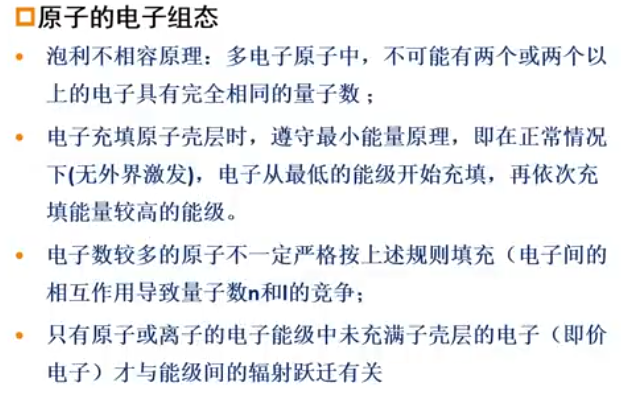 原子的电子组态
泡利不相容原理：多电子原子中，不可能有两个或两个以
上的电子具有完全相同的量子数；
电子充填原子壳层时，遵守最小能量原理，即在正常情况
下(无外界激发)，电子从最低的能级开始充填，再依次充
填能量较高的能级。
电子数较多的原子不一定严格按上述规则填充（电子间的
相互作用导致量子数n和l的竞争；
只有原子或离子的电子能级中未充满子壳层的电子（即价
电子）才与能级间的辐射跃迁有关